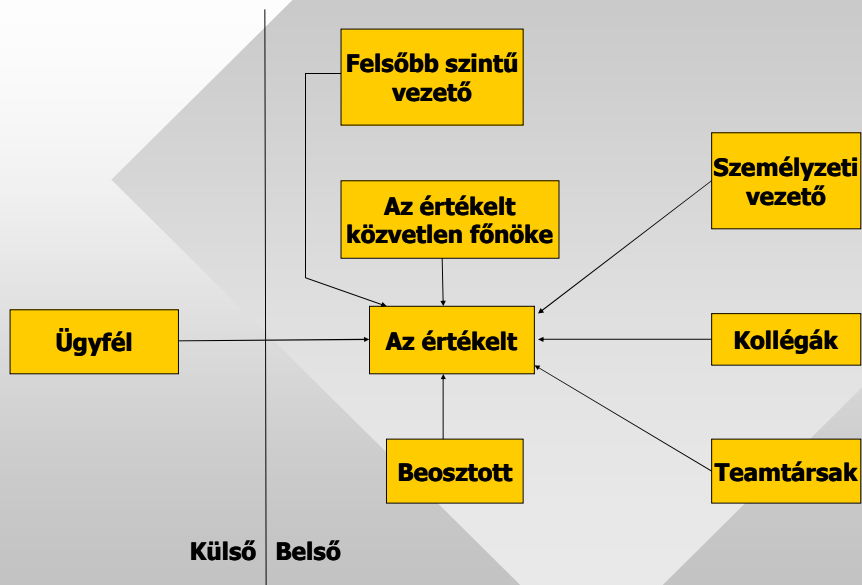 Felsőbb szintű
vezető
Személyzeti
vezető
Az értékelt
közvetlen főnöke
Ügyfél
Az értékelt
Kollégák
Beosztott
Teamtársak
Külső
Belső